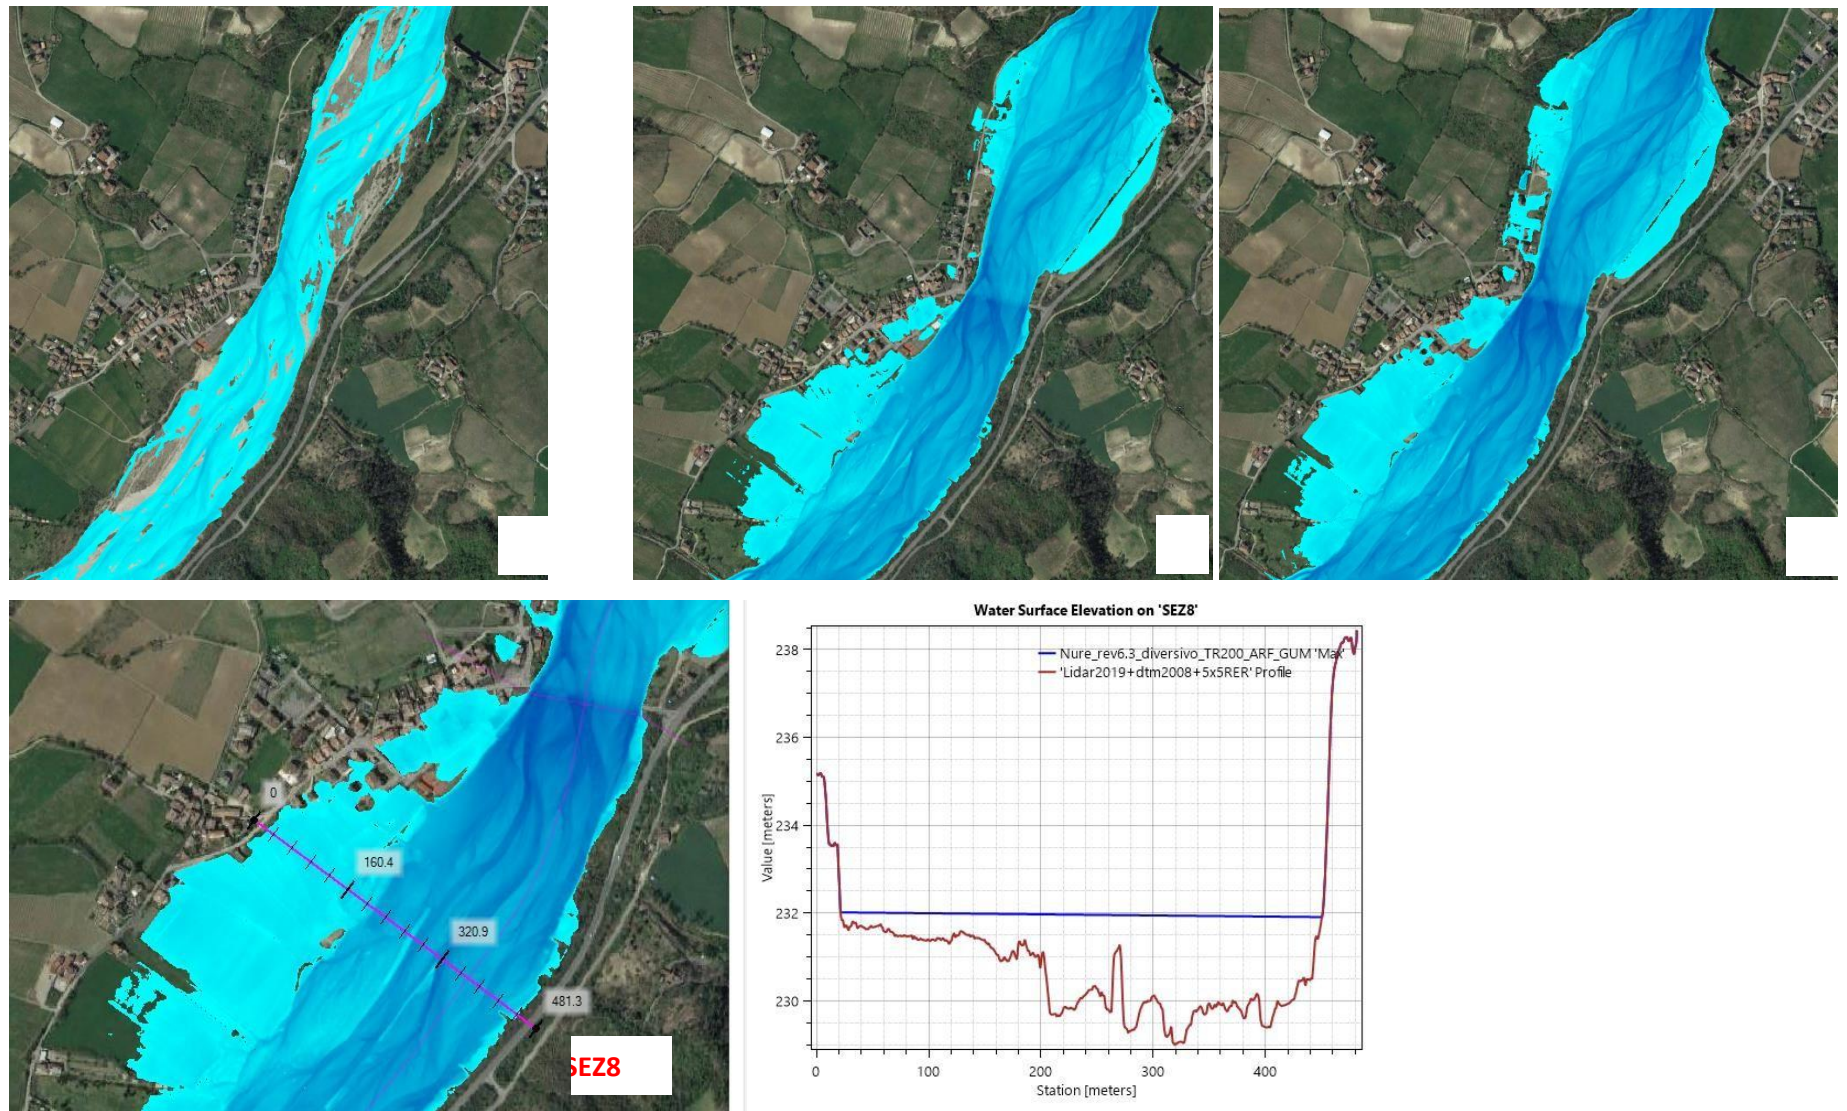 0
160.4
320.9
481.3
SEZ8
Water Surface Elevation on 'SEZ8'
Nure_rev6.3_diversivo_TR200_ARF_GUM 'Max'
'Lidar2019+dtm2008+5x5RER' Profile
Value [meters]
238
236
234
232
230
0
100
200
300
400
Station [meters]